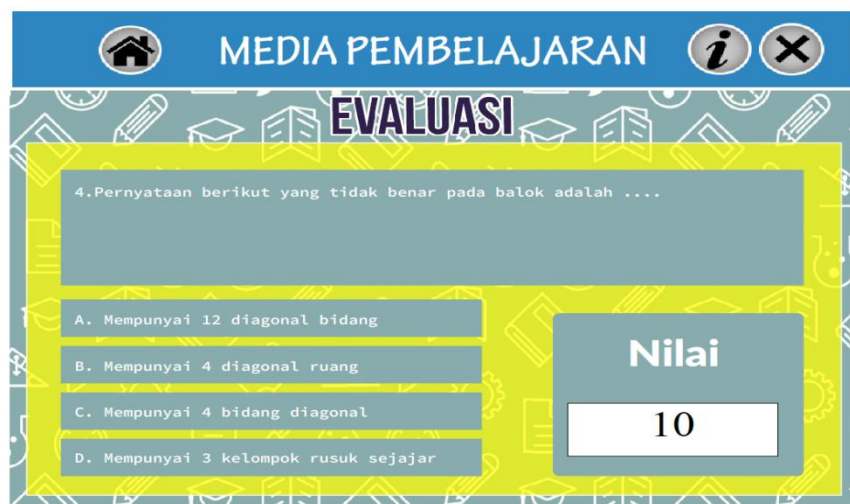 MEDIA PEMBELAJARAN
EVALUASI
4.Pernyataan berikut yang tidak benar pada balok adalah ....
A. Mempunyai 12 diagonal bidang
B. Mempunyai 4 diagonal ruang
C. Mempunyai 4 bidang diagonal
D. Mempunyai 3 kelompok rusuk sejajar
Nilai
10